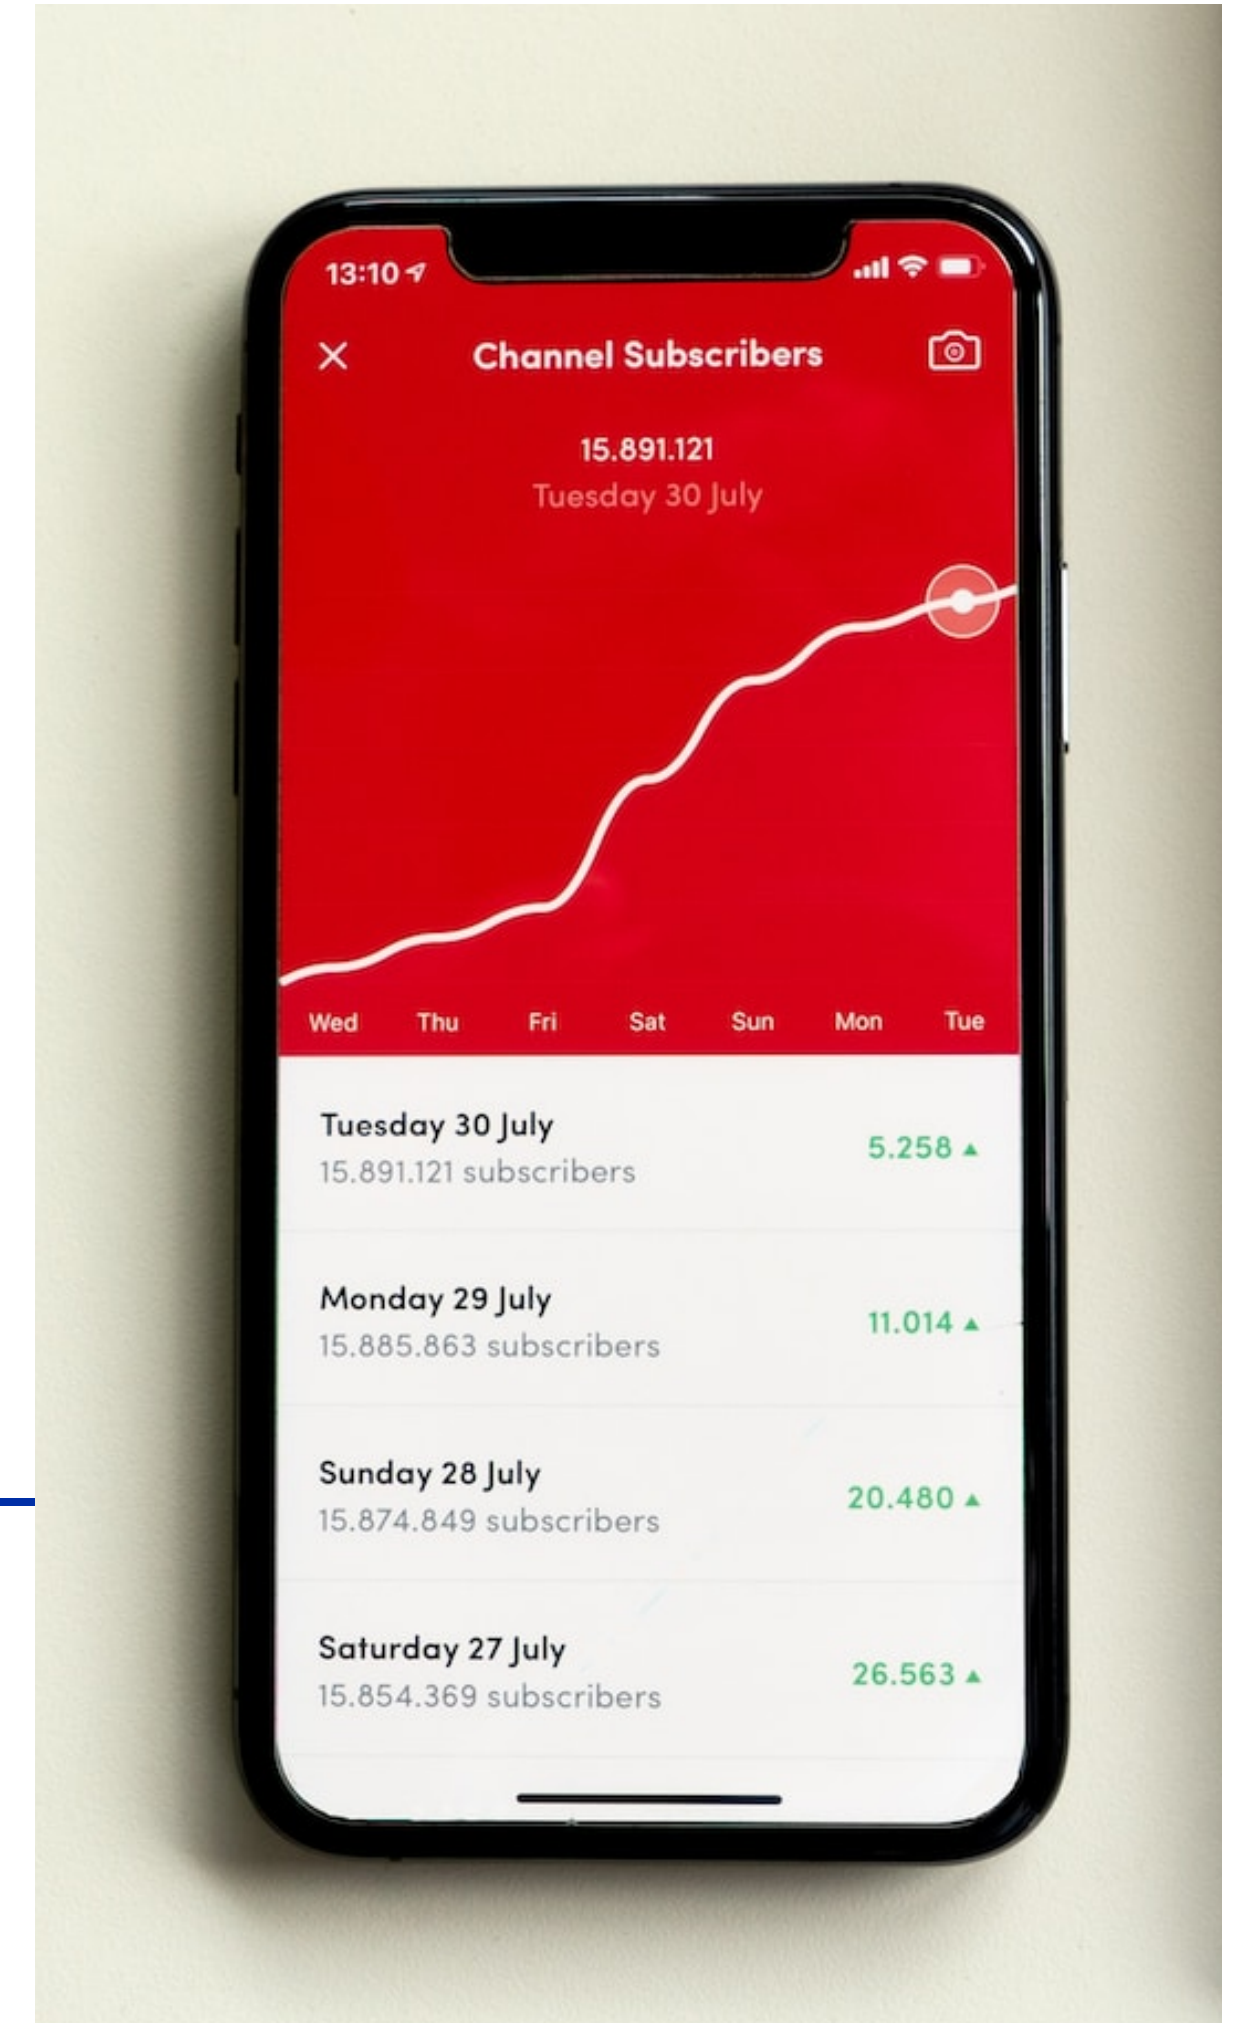 13:10
Channel Subscribers
15.891.121
Tuesday 30 July
Wed Thu Fri Sat Sun Mon Tue
Tuesday 30 July
15.891.121 subscribers
5.258 ▲
Monday 29 July
15.885.863 subscribers
11.014 ▲
Sunday 28 July
15.874.849 subscribers
20.480 ▲
Saturday 27 July
15.854.369 subscribers
26.563 ▲